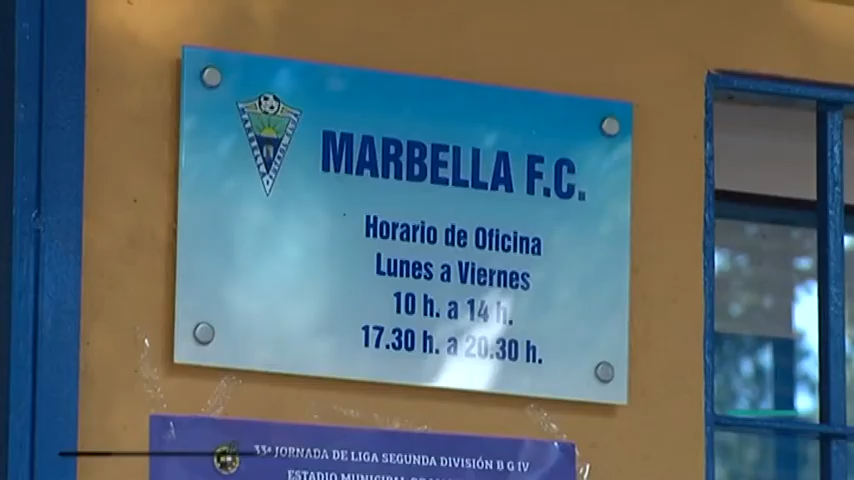 MARBELLA F.C.
Horario de Oficina
Lunes a Viernes
10 h. a 14 h.
17.30 h. a 20.30 h.
33ª JORNADA DE LIGA SEGUNDA DIVISIÓN B G IV
ESTADIO MUNICIPAL